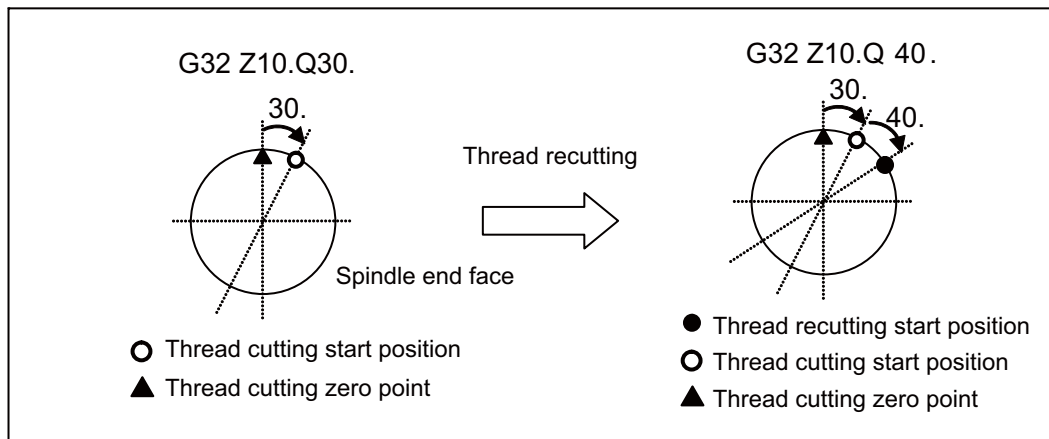 G32 Z10.Q30.
30.
Spindle end face
Thread cutting start position
Thread cutting zero point
Thread recutting
G32 Z10.Q 40.
30.
40.
Thread recutting start position
Thread cutting start position
Thread cutting zero point